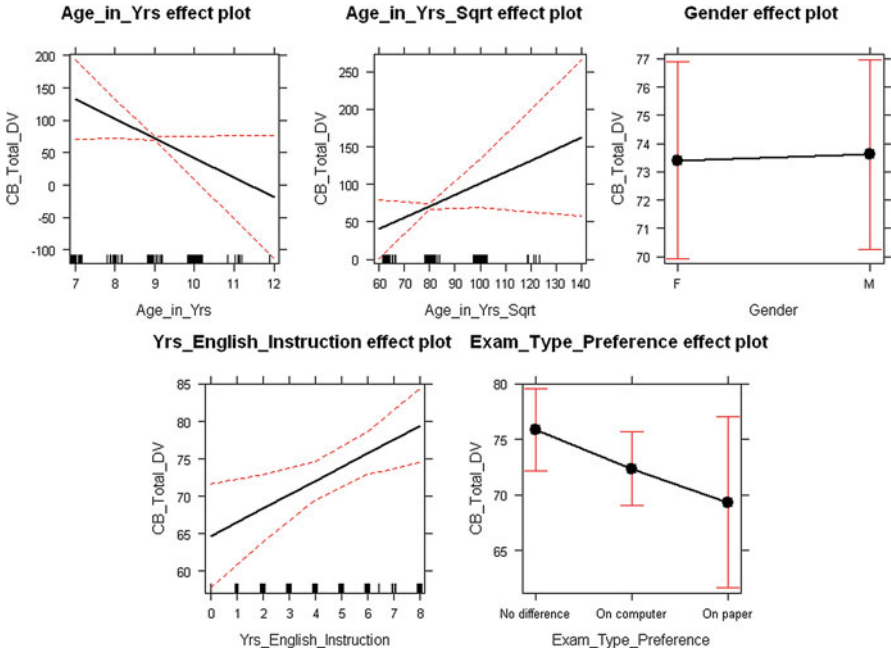 Age_in_Yrs effect plot
CB_Total_DV
200
150
100
50
0
-50
-100
7 8 9 10 11 12
Age_in_Yrs
Age_in_Yrs_Sqrt effect plot
CB_Total_DV
250
200
150
100
50
0
60 70 80 90 100 110 120 130 140
Age_in_Yrs_Sqrt
Gender effect plot
CB_Total_DV
77
76
75
74
73
72
71
70
F M
Gender
Yrs_English_Instruction effect plot
CB_Total_DV
85
80
75
70
65
60
0 1 2 3 4 5 6 7 8
Yrs_English_Instruction
Exam_Type_Preference effect plot
CB_Total_DV
80
75
70
65
No difference On computer On paper
Exam_Type_Preference